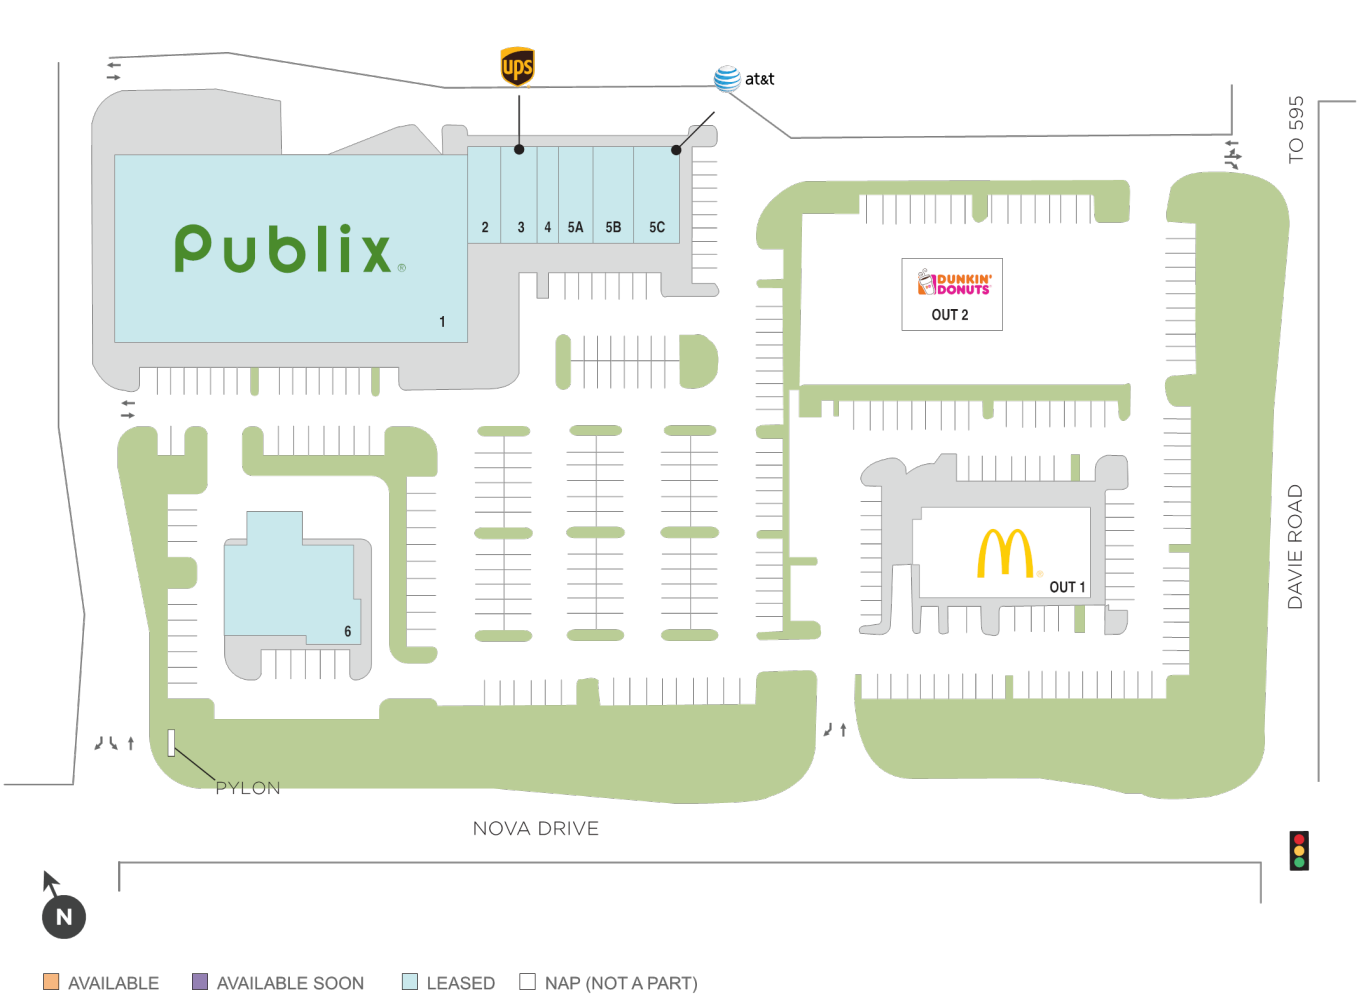 ups
at&t
TO 595
2
3
4
5A
5B
5C
Publix®
1
DUNKIN'
DONUTS
OUT 2
DAVIE ROAD
OUT 1
6
PYLON
NOVA DRIVE
N
AVAILABLE
AVAILABLE SOON
LEASED
NAP (NOT A PART)